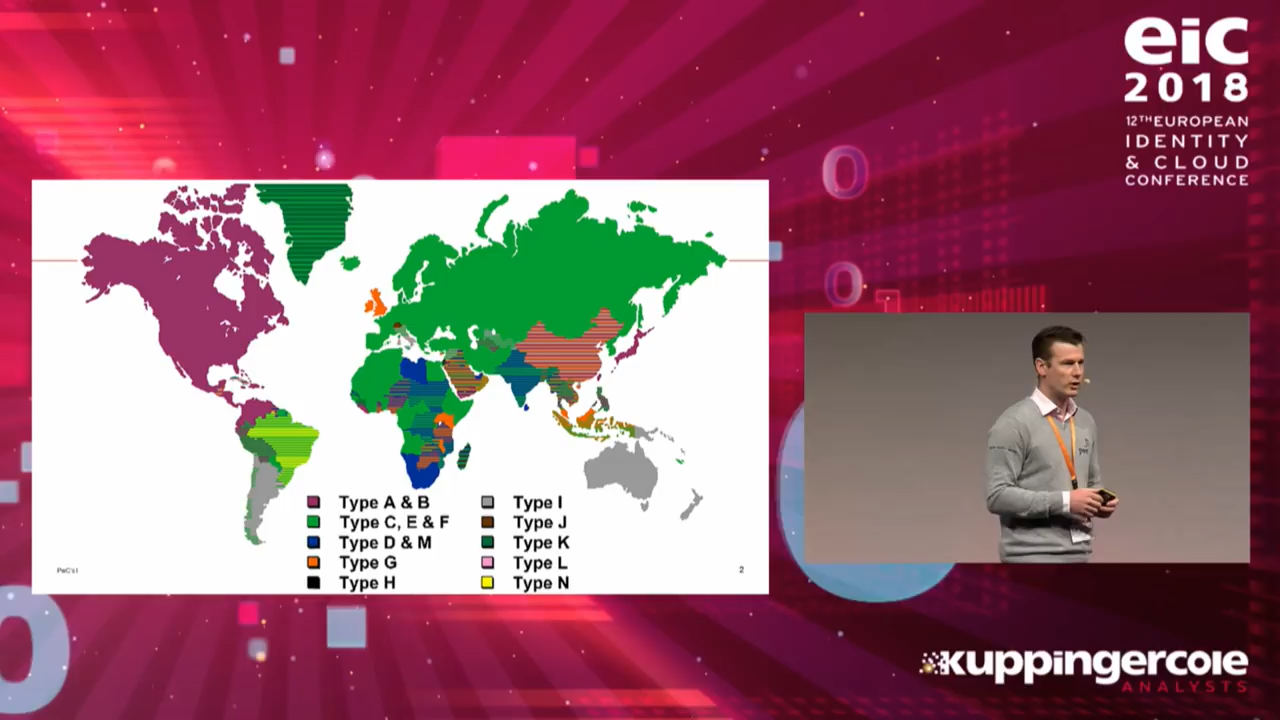 eic
2018
12TH EUROPEAN
IDENTITY
& CLOUD
CONFERENCE
Type A & B
Type C, E & F
Type D & M
Type G
Type H
Type I
Type J
Type K
Type L
Type N
2
kuppingercole
ANALYSTS